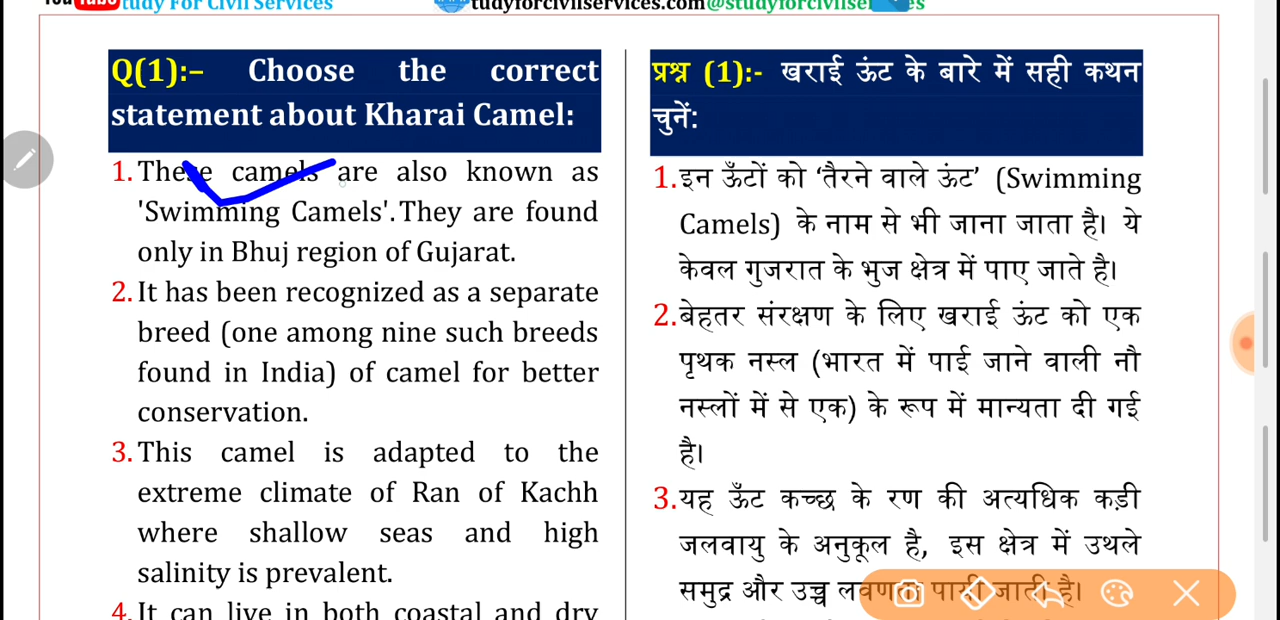 YouTube Study For Civil Services
studyforcivilservices.com@studyforcivilservices
Q(1):- Choose the correct
statement about Kharai Camel:
1. These camels are also known as
'Swimming Camels'. They are found
only in Bhuj region of Gujarat.
2. It has been recognized as a separate
breed (one among nine such breeds
found in India) of camel for better
conservation.
3. This camel is adapted to the
extreme climate of Ran of Kachh
where shallow seas and high
salinity is prevalent.
4. It can live in both coastal and dry
प्रश्न (1):- खराई ऊंट के बारे में सही कथन
चुनें:
1. इन ऊँटों को ‘तैरने वाले ऊंट’ (Swimming
Camels) के नाम से भी जाना जाता है। ये
केवल गुजरात के भुज क्षेत्र में पाए जाते है।
2. बेहतर संरक्षण के लिए खराई ऊंट को एक
पृथक नस्ल (भारत में पाई जाने वाली नौ
नस्लों में से एक) के रूप में मान्यता दी गई
है।
3. यह ऊँट कच्छ के रण की अत्यधिक कड़ी
जलवायु के अनुकूल है, इस क्षेत्र में उथले
समुद्र और उच्च लवणता पायी जाती है।